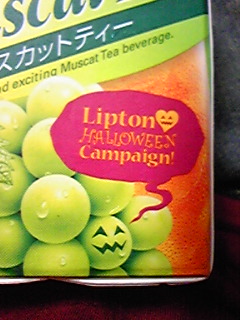 スカットティー
and exciting Muscat Tea beverage.
Lipton
HALLOWEEN
Campaign!